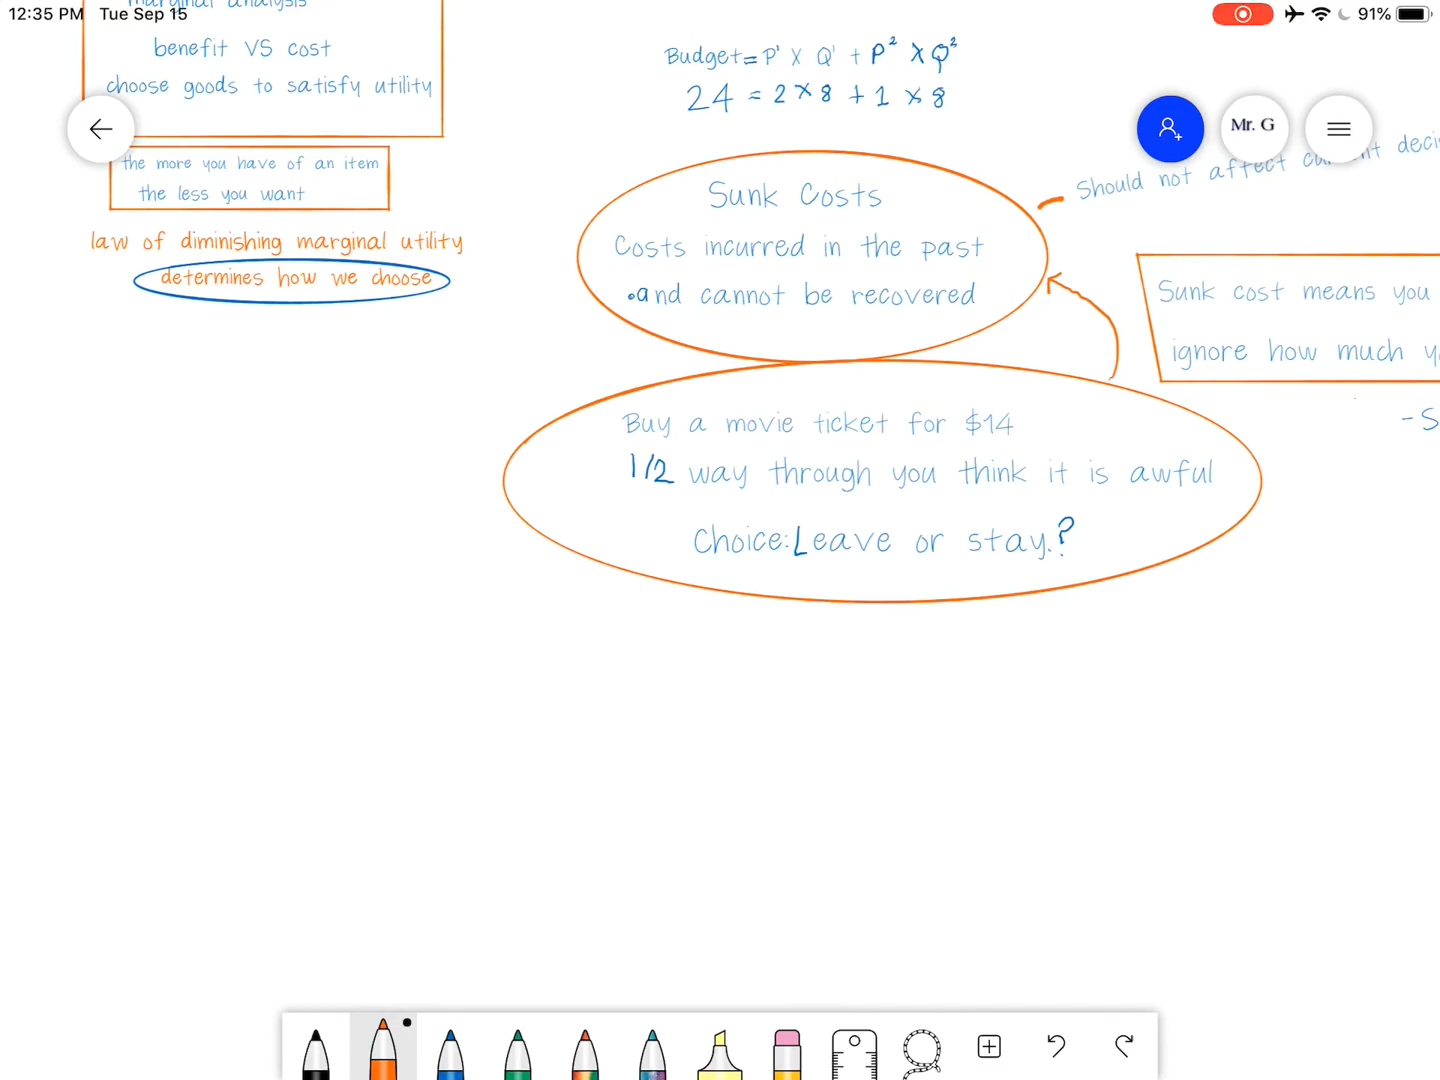 12:35 PM Tue Sep 15
91%
marginal analysis
benefit VS cost
choose goods to satisfy utility
the more you have of an item
the less you want
law of diminishing marginal utility
determines how we choose
Budget = P¹ X Q¹ + P² X Q²
24 = 2 X 8 + 1 X 8
Mr. G
Should not affect
Sunk Costs
Costs incurred in the past
.and cannot be recovered
Sunk cost means you
ignore how much
Buy a movie ticket for $14
1/2 way through you think it is awful
Choice: Leave or stay.?